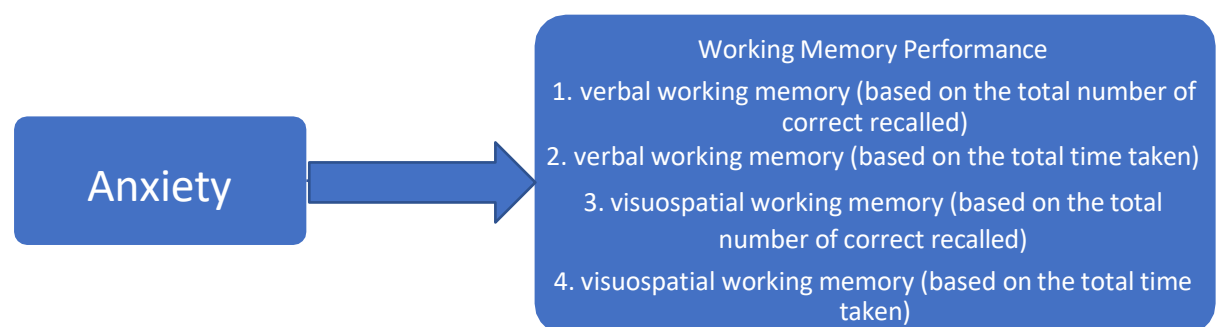 Anxiety
Working Memory Performance
1. verbal working memory (based on the total number of
correct recalled)
2. verbal working memory (based on the total time taken)
3. visuospatial working memory (based on the total
number of correct recalled)
4. visuospatial working memory (based on the total time
taken)